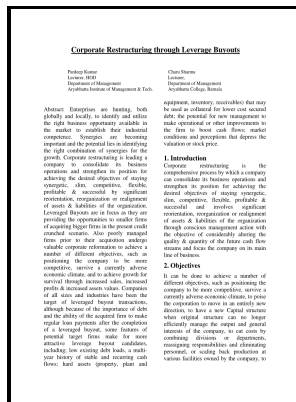 Corporate Restructuring through Leverage Buyouts
Pardeep Kumar
Lecturer, HOD
Department of Management
Aryabhatta Institute of Management & Tech.
Charu Sharma
Lecturer,
Department of Management
Aryabhatta College, Barnala
Abstract: Enterprises are hunting, both
globally and locally, to identify and utilize
the right business opportunity available in
the market to establish their industrial
competence. Synergies are becoming
important and the potential lies in identifying
the right combination of synergies for the
growth. Corporate restructuring is leading a
company to consolidate its business
operations and strengthen its position for
achieving the desired objectives of staying
synergetic, slim, competitive, flexible,
profitable & successful by significant
reorientation, reorganization or realignment
of assets & liabilities of the organization.
Leveraged Buyouts are in focus as they are
providing the opportunities to smaller firms
of acquiring bigger firms in the present credit
crunched scenario. Also poorly managed
firms prior to their acquisition undergo
valuable corporate reformation to achieve a
number of different objectives, such as
positioning the company to be more
competitive, survive a currently adverse
economic climate, and to achieve growth for
survival through increased sales, increased
profits & increased assets values. Companies
of all sizes and industries have been the
target of leveraged buyout transactions,
although because of the importance of debt
and the ability of the acquired firm to make
regular loan payments after the completion
of a leveraged buyout, some features of
potential target firms make for more
attractive leverage buyout candidates,
including; low existing debt loads, a multi-
year history of stable and recurring cash
flows; hard assets (property, plant and
equipment, inventory, receivables) that may
be used as collateral for lower cost secured
debt; the potential for new management to
make operational or other improvements to
the firm to boost cash flows; market
conditions and perceptions that depress the
valuation or stock price.
1. Introduction
Corporate restructuring is the
comprehensive process by which a company
can consolidate its business operations and
strengthen its position for achieving the
desired objectives of staying synergetic,
slim, competitive, flexible, profitable &
successful and involves significant
reorientation, reorganization or realignment
of assets & liabilities of the organization
through conscious management action with
the objective of considerably altering the
quality & quantity of the future cash flow
streams and focus the company on its main
line of business.
2. Objectives
It can be done to achieve a number of
different objectives, such as positioning the
company to be more competitive, survive a
currently adverse economic climate, to poise
the corporation to move in an entirely new
direction, to have a new Capital structure
when original structure can no longer
efficiently manage the output and general
interests of the company, to cut costs by
combining divisions or departments,
reassigning responsibilities and eliminating
personnel, or scaling back production at
various facilities owned by the company, to